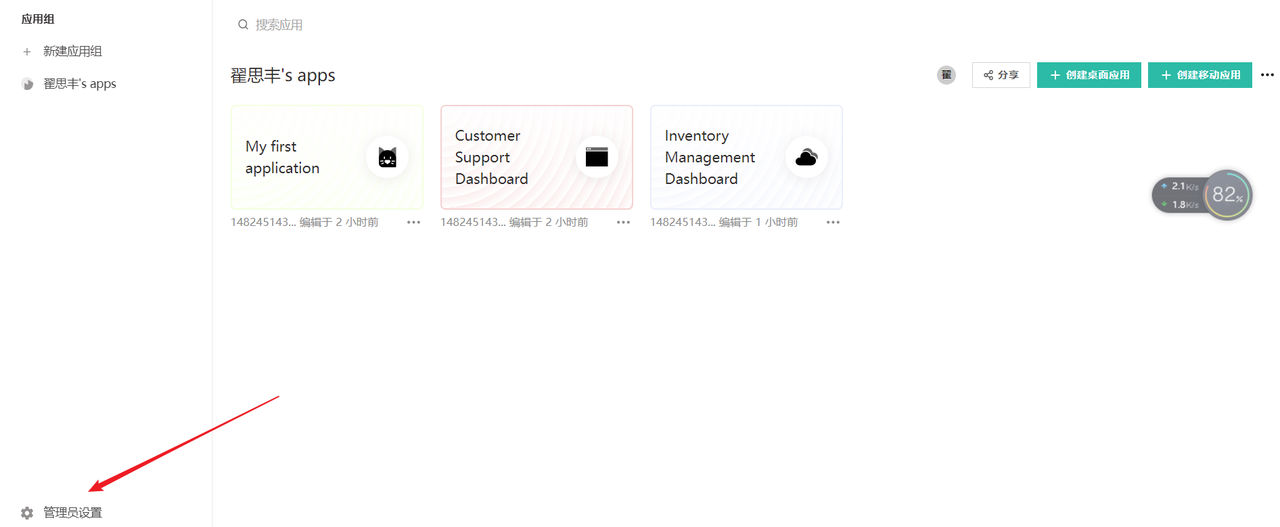 应用组
搜索应用
+ 新建应用组
翟思丰's apps
翟思丰's apps
翟
分享
+ 创建桌面应用
+ 创建移动应用
My first
application
Customer
Support
Dashboard
Inventory
Management
Dashboard
148245143... 编辑于 2 小时前
148245143... 编辑于 2 小时前
148245143... 编辑于 1 小时前
2.1K/s
1.8K/s
82%
管理员设置